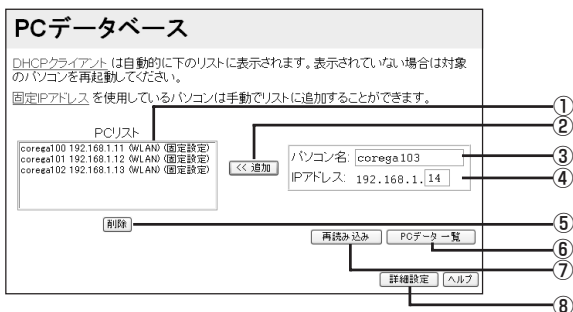 PCデータベース
DHCPクライアント は自動的に下のリストに表示されます。表示されていない場合は対象
のパソコンを再起動してください。
固定IPアドレス を使用しているパソコンは手動でリストに追加することができます。
①
PCリスト
②
corega100 192.168.1.11 (WLAN) (固定設定)
corega101 192.168.1.12 (WLAN) (固定設定)
corega102 192.168.1.13 (WLAN) (固定設定)
<< 追加
パソコン名: corega103
③
IPアドレス: 192.168.1. 14
④
削除
⑤
再読み込み
PCデータ一覧
⑥
⑦
詳細設定
ヘルプ
⑧